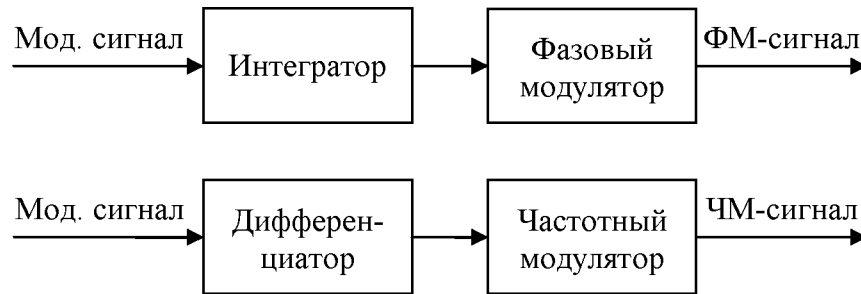 Мод. сигнал
Интегратор
Фазовый
модулятор
ФМ-сигнал
Мод. сигнал
Дифферен-
циатор
Частотный
модулятор
ЧМ-сигнал